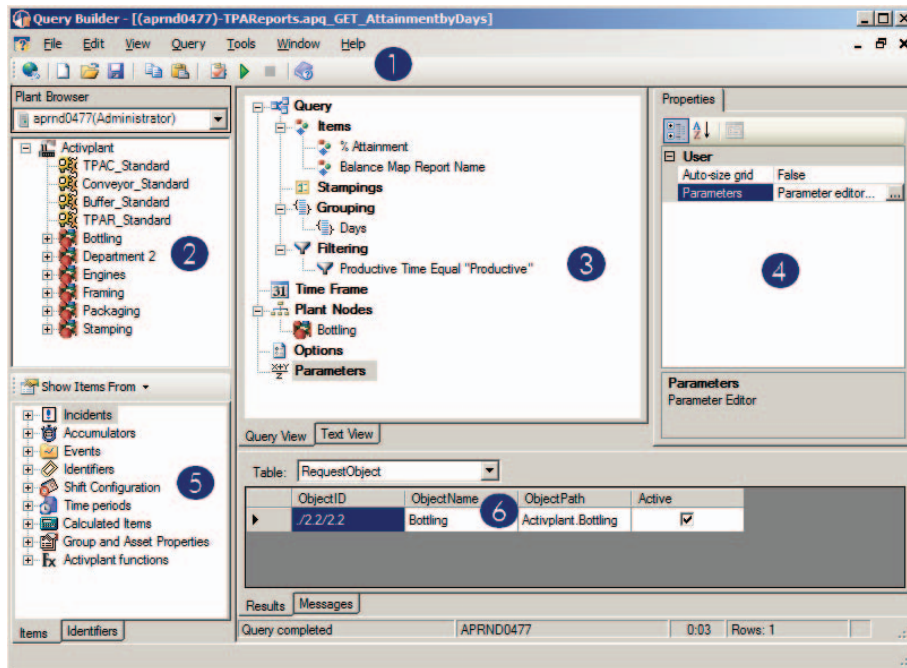 Query Builder - [(aprnd0477)-TPAReports.apq_GET_AttainmentbyDays]
File Edit View Query Tools Window Help
1
Plant Browser
aprnd0477(Administrator)
Activplant
TPAC_Standard
Conveyor_Standard
Buffer_Standard
TPAR_Standard
Bottling
Department 2
Engines
Framing
Packaging
Stamping
2
Query
Items
% Attainment
Balance Map Report Name
Stampings
Grouping
Days
Filtering
Productive Time Equal "Productive"
31 Time Frame
Plant Nodes
Bottling
Options
X+Y
Z
Parameters
3
Query View Text View
Properties
User
Auto-size grid False
Parameters Parameter editor... ...
4
Parameters
Parameter Editor
Show Items From
Incidents
Accumulators
Events
Identifiers
Shift Configuration
Time periods
Calculated Items
Group and Asset Properties
Fx Activplant functions
5
Items Identifiers
Table: RequestObject
ObjectID ObjectName ObjectPath Active
./2.2/2.2 Bottling Activplant.Bottling
6
Results Messages
Query completed APRND0477 0:03 Rows: 1